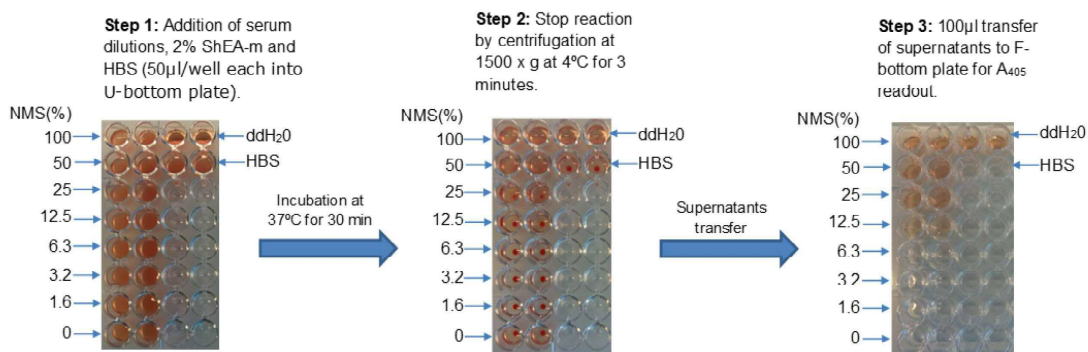 Step 1: Addition of serum
dilutions, 2% ShEA-m and
HBS (50µl/well each into
U-bottom plate).
NMS(%)
100
50
25
12.5
6.3
3.2
1.6
0
ddH₂0
HBS
Incubation at
37ºC for 30 min
Step 2: Stop reaction
by centrifugation at
1500 x g at 4ºC for 3
minutes.
NMS(%)
100
50
25
12.5
6.3
3.2
1.6
0
ddH₂0
HBS
Supernatants
transfer
Step 3: 100µl transfer
of supernatants to F-
bottom plate for A₄₀₅
readout.
NMS(%)
100
50
25
12.5
6.3
3.2
1.6
0
ddH₂0
HBS